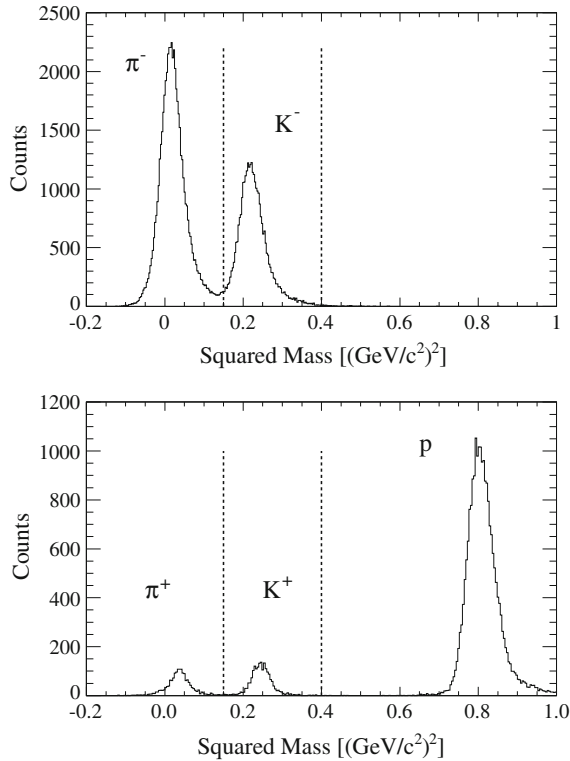 2500
2000
1500
1000
500
0
Counts
π⁻
K⁻
-0.2 0 0.2 0.4 0.6 0.8 1
Squared Mass [(GeV/c²)²]
1200
1000
800
600
400
200
0
Counts
π⁺
K⁺
p
-0.2 0.0 0.2 0.4 0.6 0.8 1.0
Squared Mass [(GeV/c²)²]